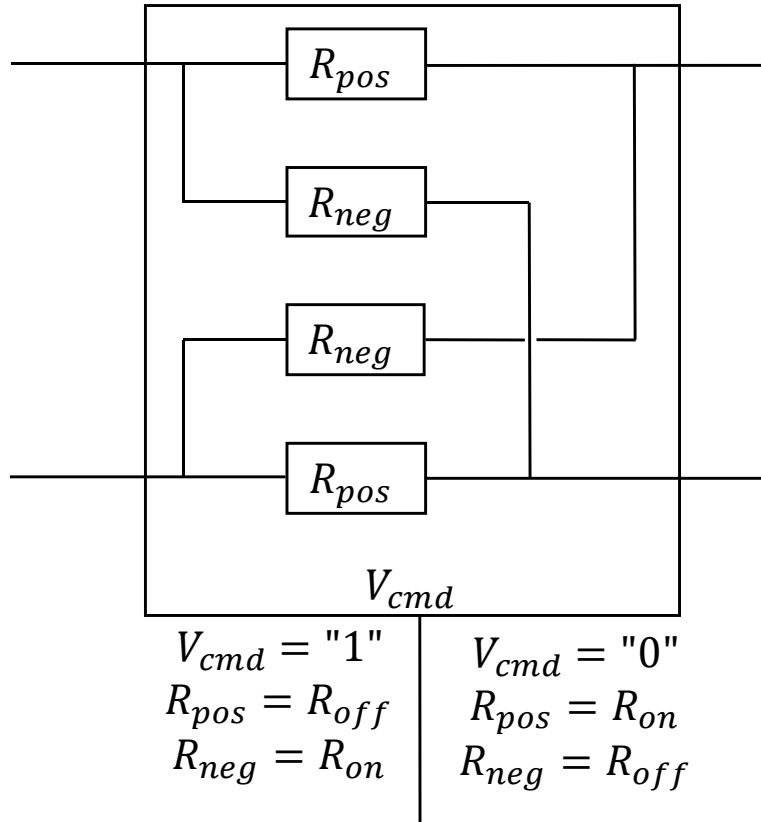 R_pos
R_neg
R_neg
R_pos
V_cmd
V_cmd = "1"
R_pos = R_off
R_neg = R_on
V_cmd = "0"
R_pos = R_on
R_neg = R_off